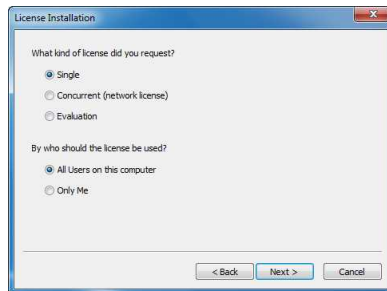 License Installation
What kind of license did you request?
Single
Concurrent (network license)
Evaluation
By who should the license be used?
All Users on this computer
Only Me
< Back Next > Cancel